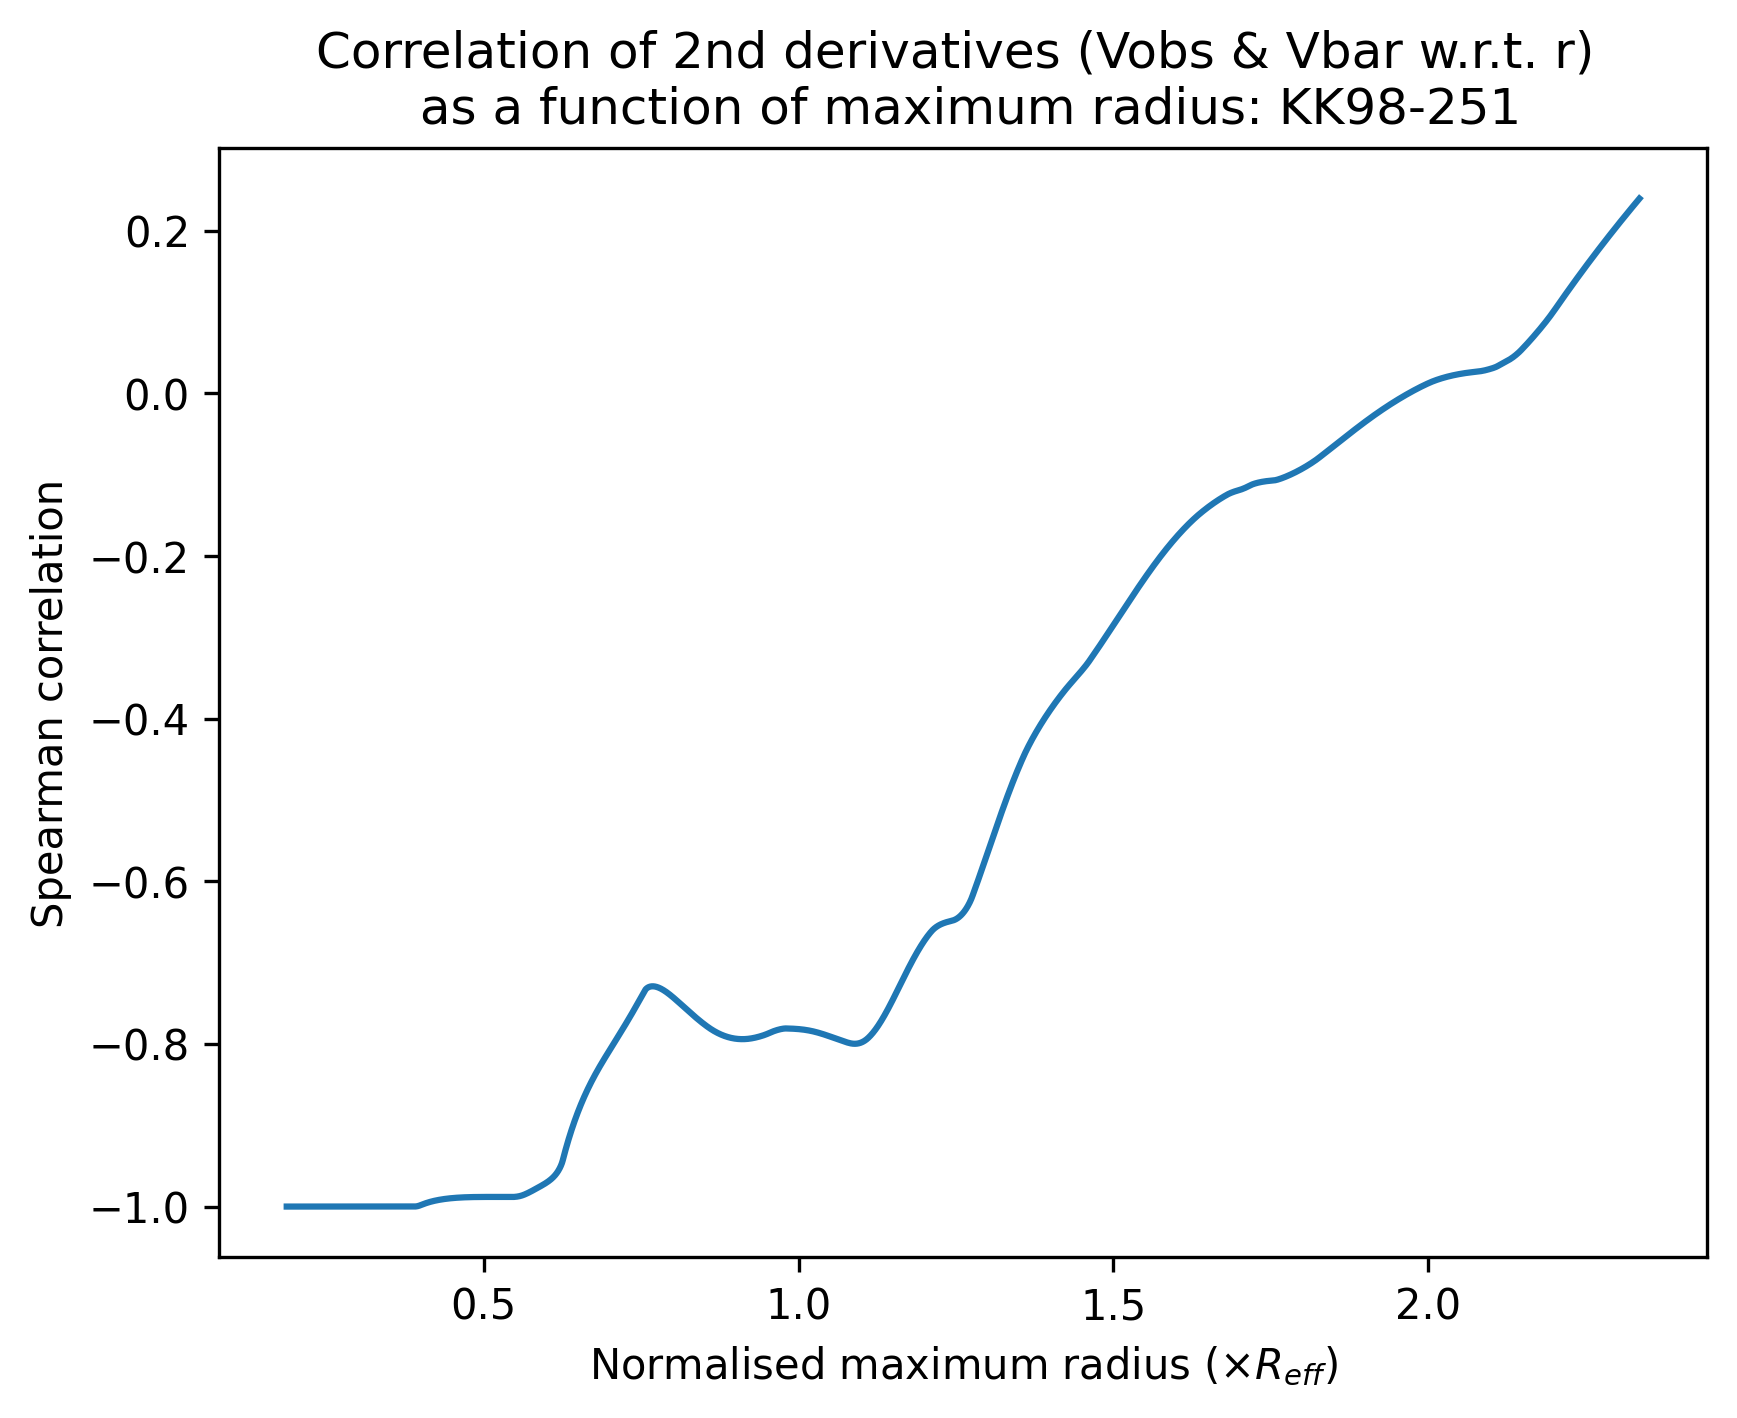 Correlation of 2nd derivatives (Vobs & Vbar w.r.t. r)
as a function of maximum radius: KK98-251
Spearman correlation
0.2
0.0
−0.2
−0.4
−0.6
−0.8
−1.0
0.5
1.0
1.5
2.0
Normalised maximum radius (×R_eff)